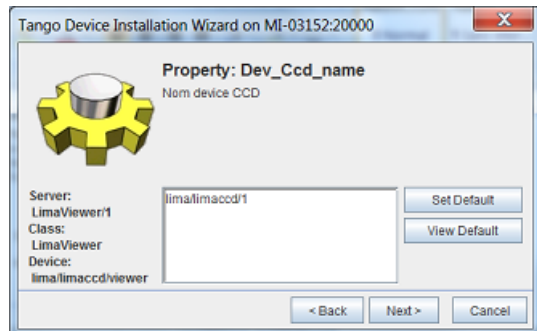 Tango Device Installation Wizard on MI-03152:20000
Property: Dev_Ccd_name
Nom device CCD
Server:
LimaViewer/1
Class:
LimaViewer
Device:
lima/limaccd/viewer
lima/limaccd/1
Set Default
View Default
< Back
Next >
Cancel